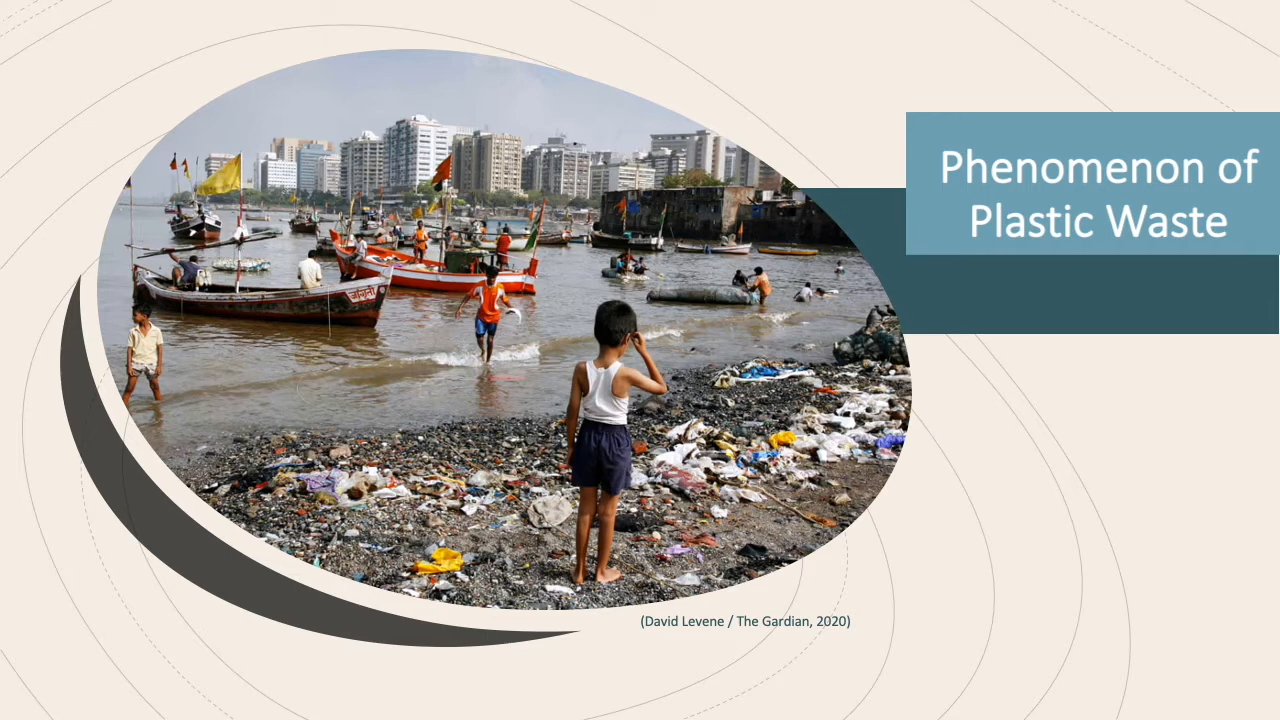 Phenomenon of
Plastic Waste
जागृती
(David Levene / The Gardian, 2020)